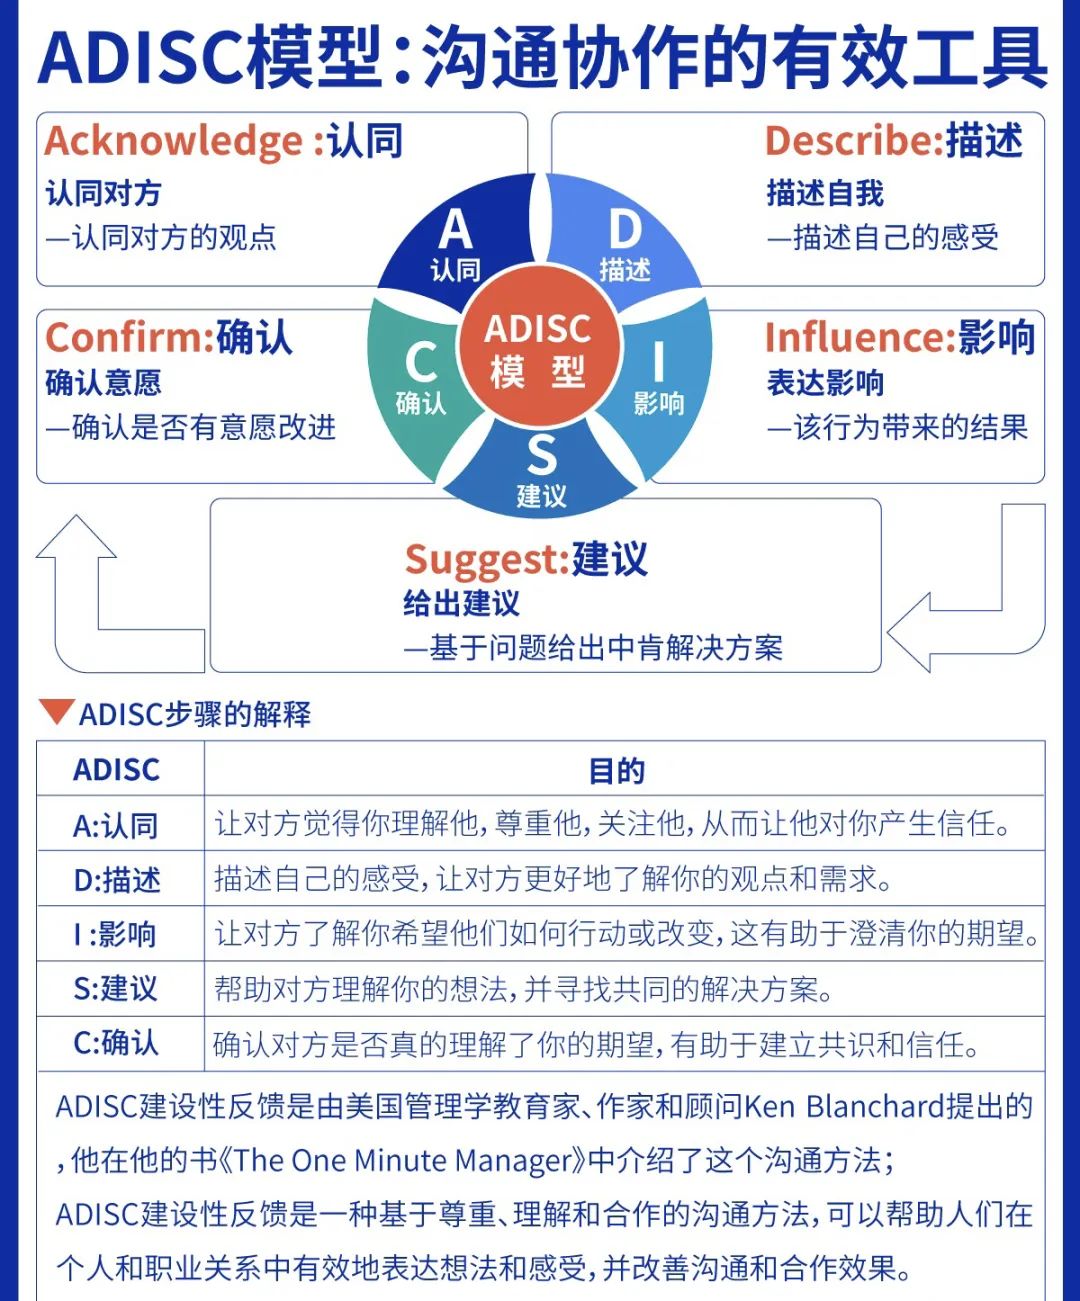 ADISC模型：沟通协作的有效工具
Acknowledge :认同
认同对方
—认同对方的观点
Describe:描述
描述自我
—描述自己的感受
A
认同
D
描述
ADISC
模 型
C
确认
I
影响
S
建议
Confirm:确认
确认意愿
—确认是否有意愿改进
Influence:影响
表达影响
—该行为带来的结果
Suggest:建议
给出建议
—基于问题给出中肯解决方案
ADISC步骤的解释
ADISC 目的
A:认同 让对方觉得你理解他，尊重他，关注他，从而让他对你产生信任。
D:描述 描述自己的感受，让对方更好地了解你的观点和需求。
I :影响 让对方了解你希望他们如何行动或改变，这有助于澄清你的期望。
S:建议 帮助对方理解你的想法，并寻找共同的解决方案。
C:确认 确认对方是否真的理解了你的期望，有助于建立共识和信任。
ADISC建设性反馈是由美国管理学教育家、作家和顾问Ken Blanchard提出的
，他在他的书《The One Minute Manager》中介绍了这个沟通方法；
ADISC建设性反馈是一种基于尊重、理解和合作的沟通方法，可以帮助人们在
个人和职业关系中有效地表达想法和感受，并改善沟通和合作效果。